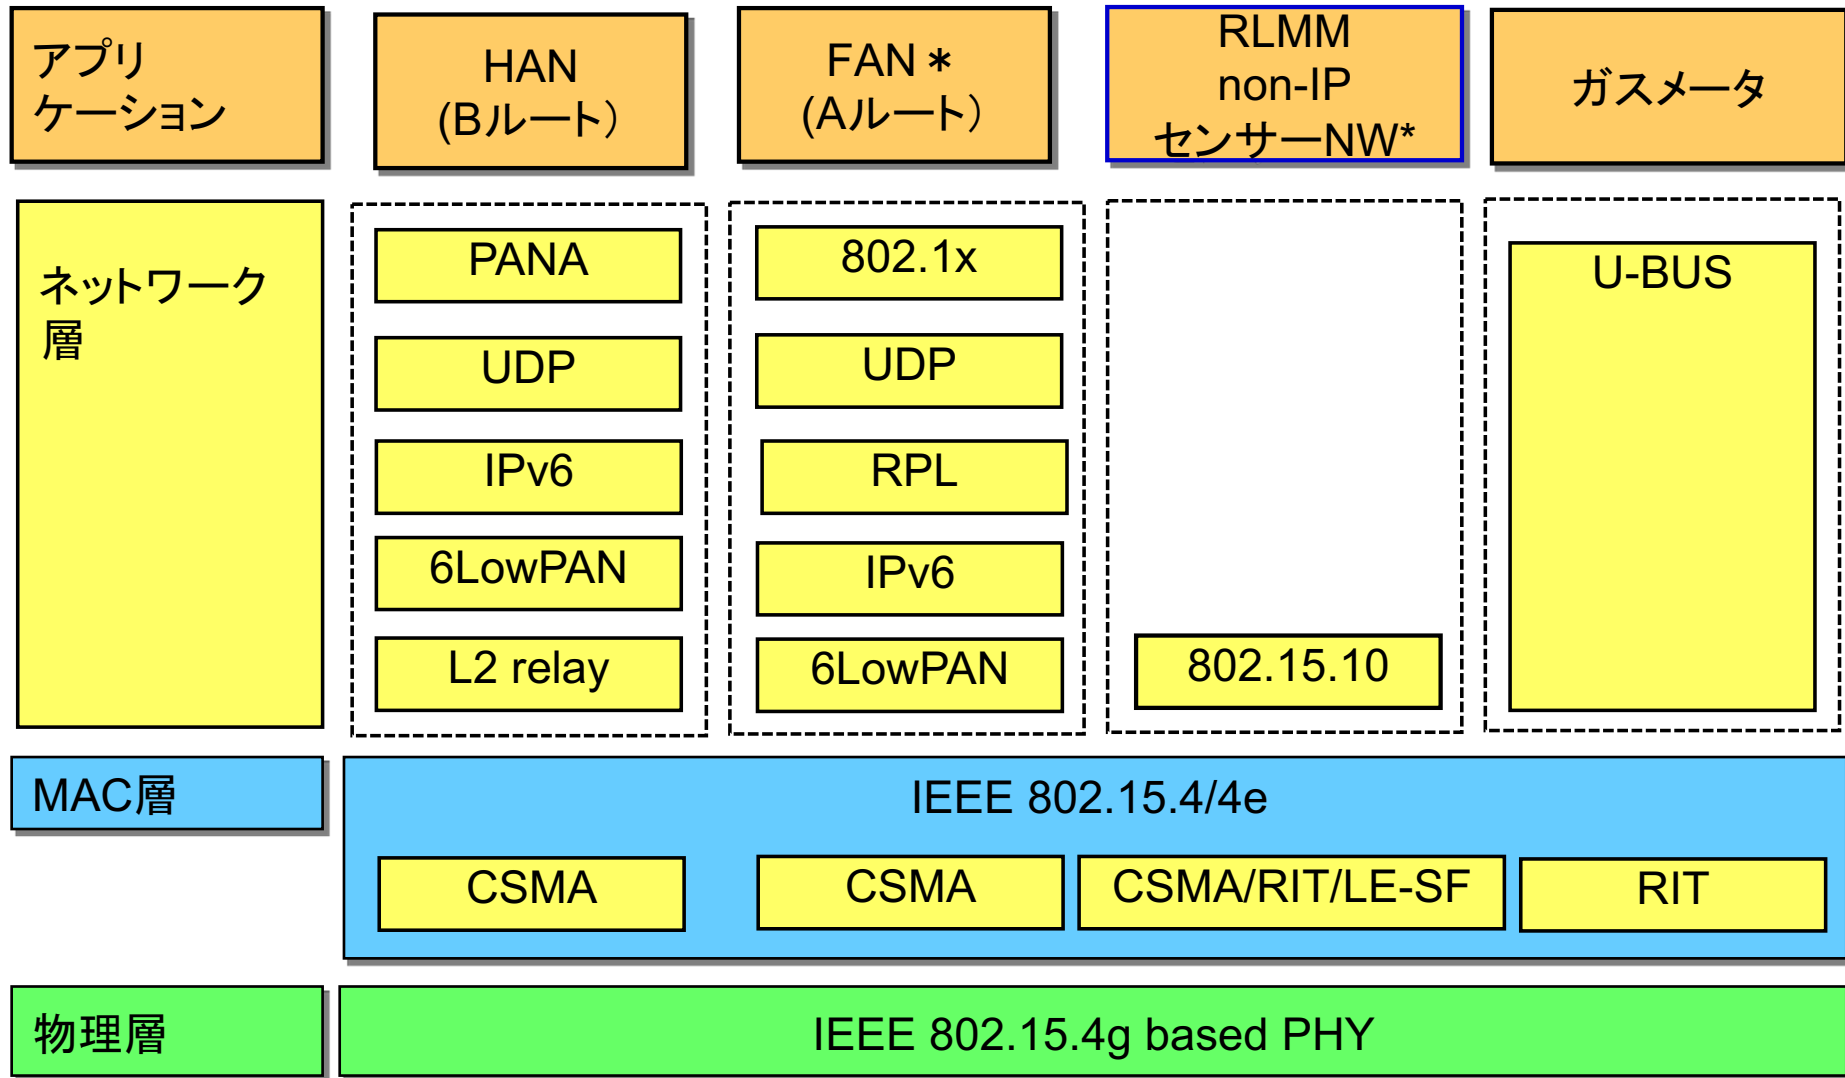 アプリ
ケーション
HAN
(Bルート）
FAN＊
(Aルート）
RLMM
non-IP
センサーNW*
ガスメータ
ネットワーク
層
PANA
UDP
IPv6
6LowPAN
L2 relay
802.1x
UDP
RPL
IPv6
6LowPAN
802.15.10
U-BUS
MAC層
IEEE 802.15.4/4e
CSMA
CSMA
CSMA/RIT/LE-SF
RIT
物理層
IEEE 802.15.4g based PHY